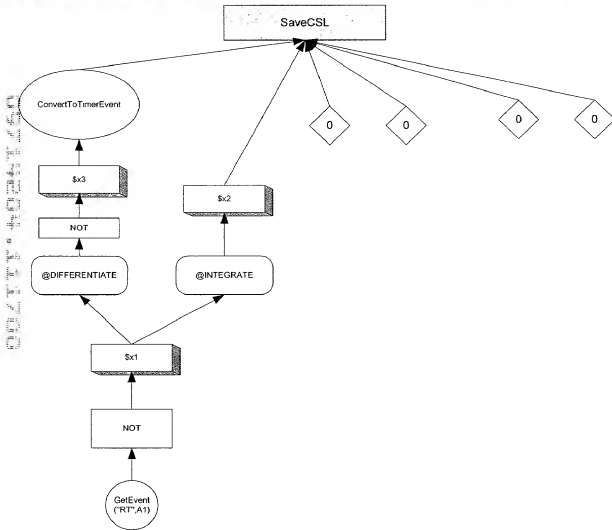 SaveCSL
ConvertToTimerEvent
0
0
0
0
$x3
$x2
NOT
@DIFFERENTIATE
@INTEGRATE
$x1
NOT
GetEvent
("RT",A1)